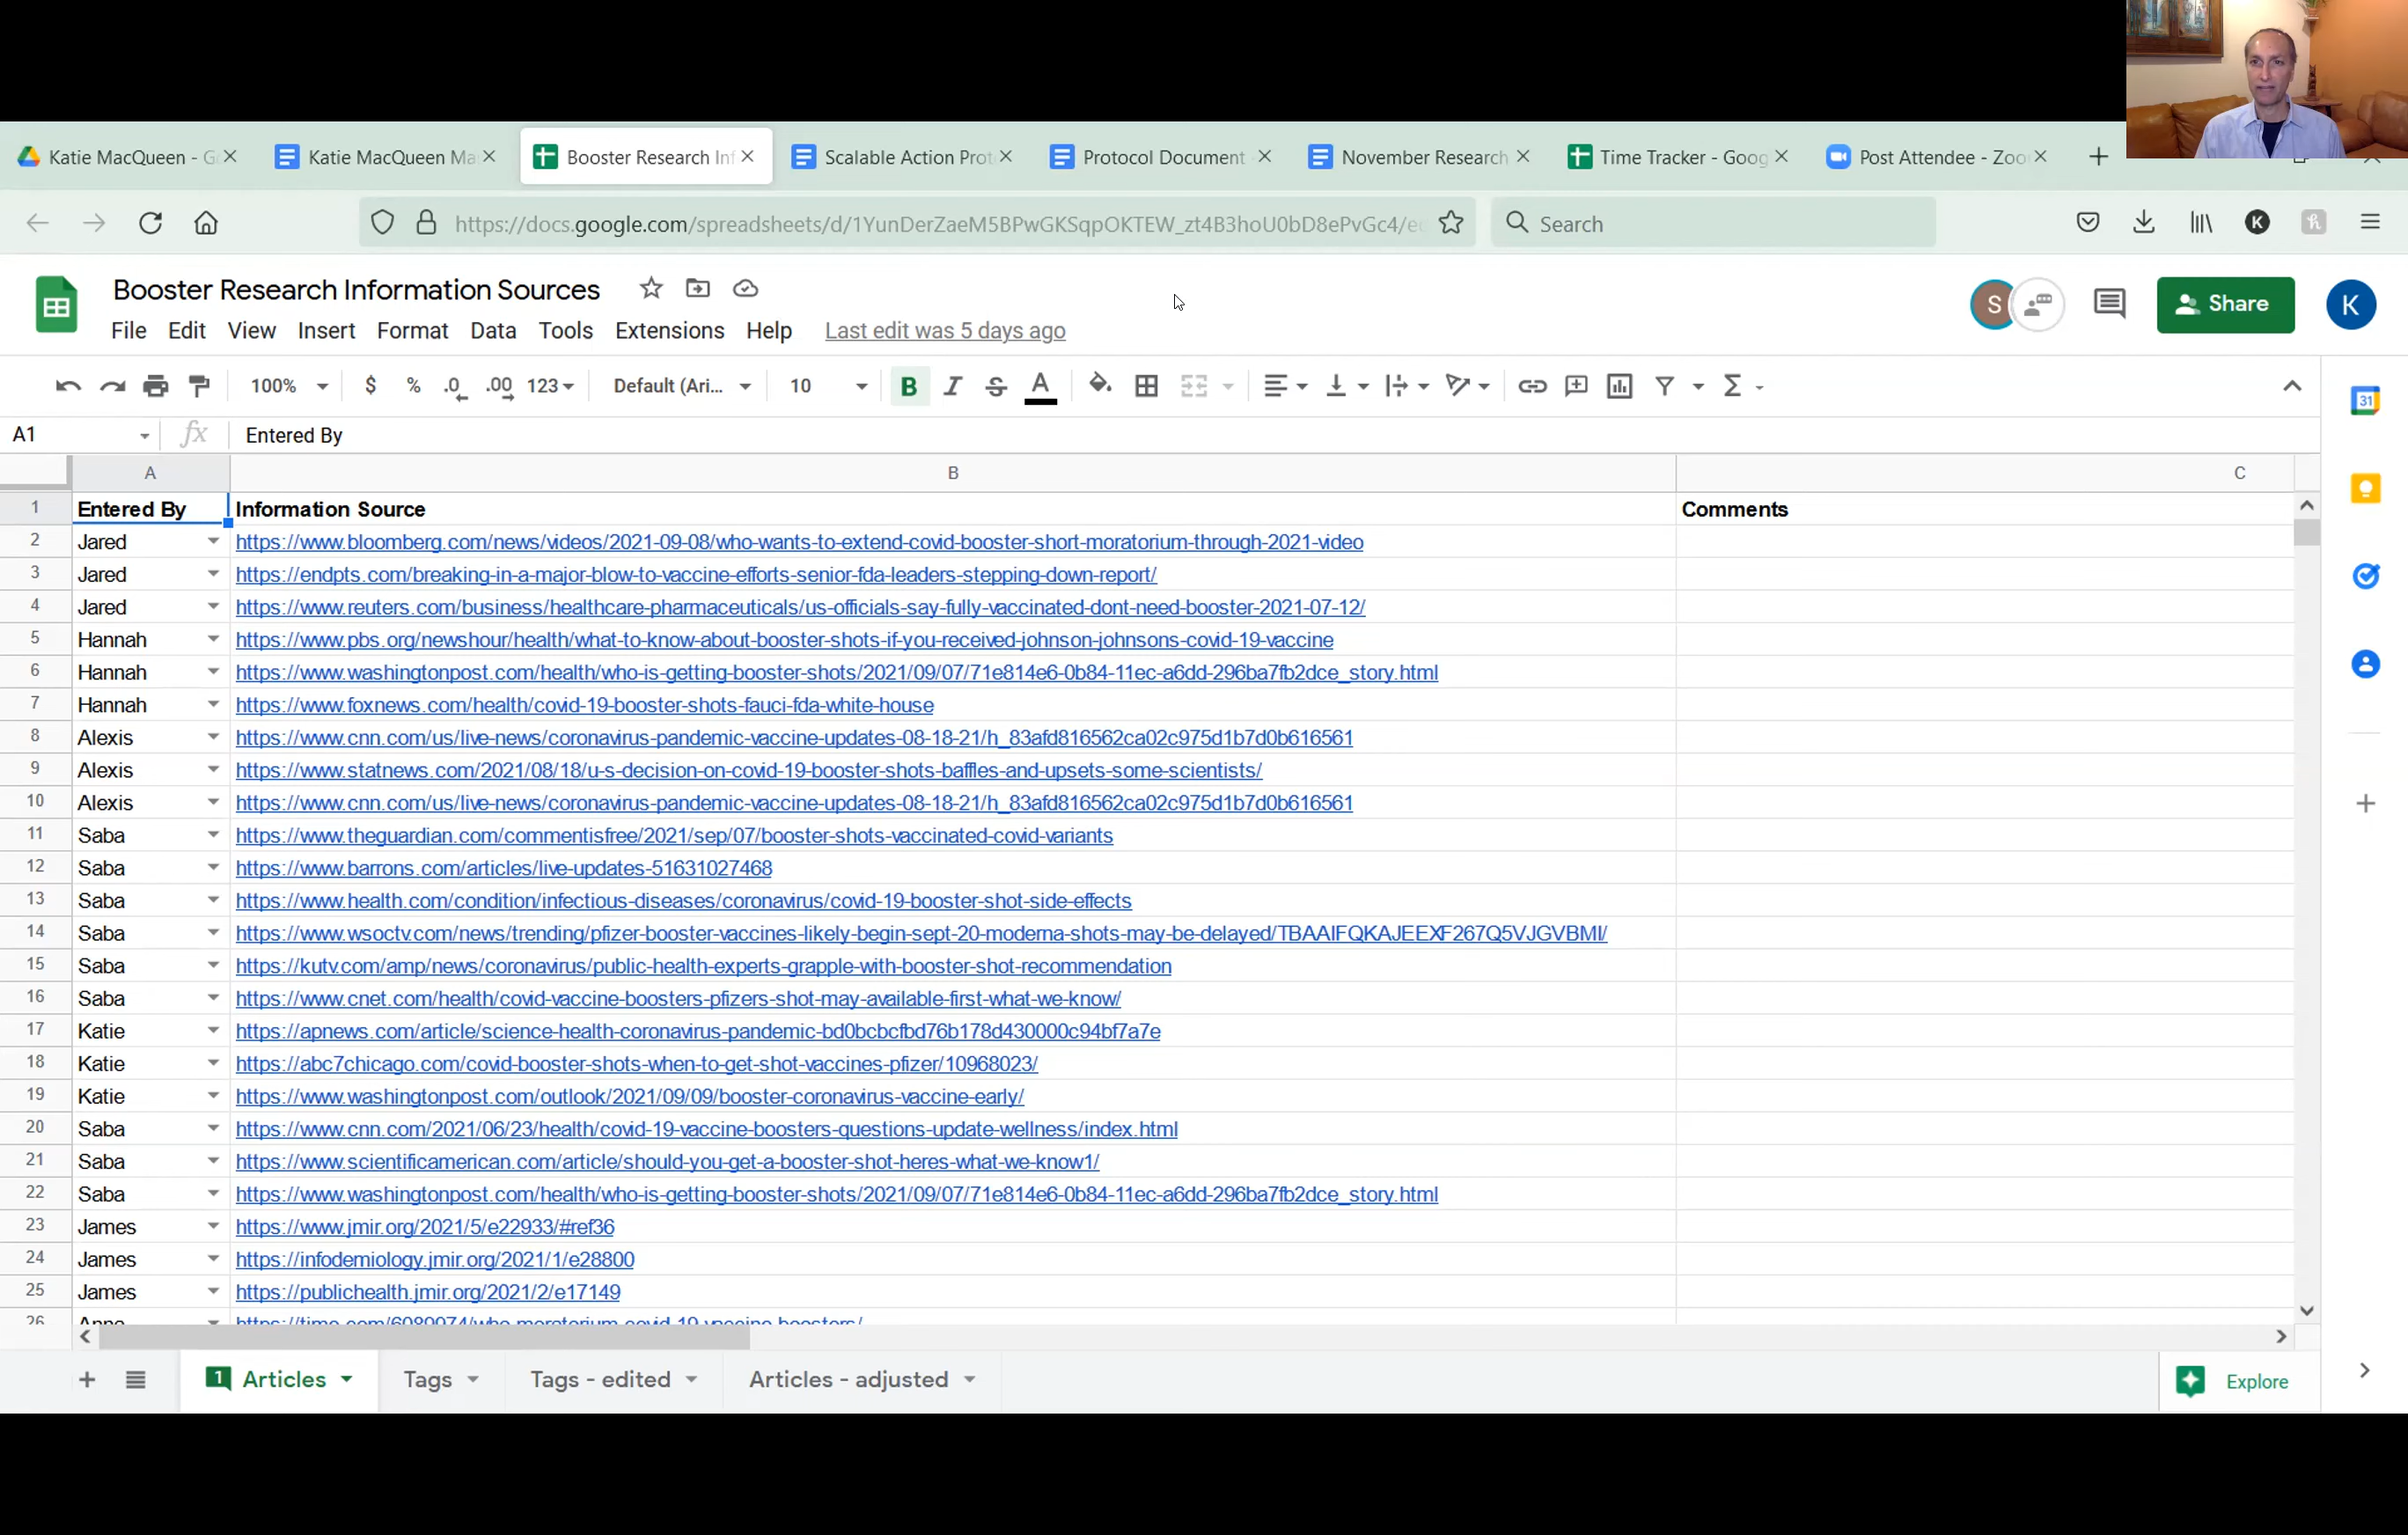 Katie MacQueen - G
Katie MacQueen Ma
Booster Research Inf
Scalable Action Prot
Protocol Document
November Research
Time Tracker - Goog
Post Attendee - Zoo
https://docs.google.com/spreadsheets/d/1YunDerZaeM5BPwGKSqpOKTEW_zt4B3hoU0bD8ePvGc4/e
Search
K
Booster Research Information Sources
S
Share
K
File Edit View Insert Format Data Tools Extensions Help Last edit was 5 days ago
100% $ % .0 .00 123 Default (Ari... 10 B I S A
31
A1 fx Entered By
A B C
1 Entered By Information Source Comments
2 Jared https://www.bloomberg.com/news/videos/2021-09-08/who-wants-to-extend-covid-booster-short-moratorium-through-2021-video
3 Jared https://endpts.com/breaking-in-a-major-blow-to-vaccine-efforts-senior-fda-leaders-stepping-down-report/
4 Jared https://www.reuters.com/business/healthcare-pharmaceuticals/us-officials-say-fully-vaccinated-dont-need-booster-2021-07-12/
5 Hannah https://www.pbs.org/newshour/health/what-to-know-about-booster-shots-if-you-received-johnson-johnsons-covid-19-vaccine
6 Hannah https://www.washingtonpost.com/health/who-is-getting-booster-shots/2021/09/07/71e814e6-0b84-11ec-a6dd-296ba7fb2dce_story.html
7 Hannah https://www.foxnews.com/health/covid-19-booster-shots-fauci-fda-white-house
8 Alexis https://www.cnn.com/us/live-news/coronavirus-pandemic-vaccine-updates-08-18-21/h_83afd816562ca02c975d1b7d0b616561
9 Alexis https://www.statnews.com/2021/08/18/u-s-decision-on-covid-19-booster-shots-baffles-and-upsets-some-scientists/
10 Alexis https://www.cnn.com/us/live-news/coronavirus-pandemic-vaccine-updates-08-18-21/h_83afd816562ca02c975d1b7d0b616561
11 Saba https://www.theguardian.com/commentisfree/2021/sep/07/booster-shots-vaccinated-covid-variants
12 Saba https://www.barrons.com/articles/live-updates-51631027468
13 Saba https://www.health.com/condition/infectious-diseases/coronavirus/covid-19-booster-shot-side-effects
14 Saba https://www.wsoctv.com/news/trending/pfizer-booster-vaccines-likely-begin-sept-20-moderna-shots-may-be-delayed/TBAAIFQKAJEEXF267Q5VJGVBMI/
15 Saba https://kutv.com/amp/news/coronavirus/public-health-experts-grapple-with-booster-shot-recommendation
16 Saba https://www.cnet.com/health/covid-vaccine-boosters-pfizers-shot-may-available-first-what-we-know/
17 Katie https://apnews.com/article/science-health-coronavirus-pandemic-bd0bcbcfbd76b178d430000c94bf7a7e
18 Katie https://abc7chicago.com/covid-booster-shots-when-to-get-shot-vaccines-pfizer/10968023/
19 Katie https://www.washingtonpost.com/outlook/2021/09/09/booster-coronavirus-vaccine-early/
20 Saba https://www.cnn.com/2021/06/23/health/covid-19-vaccine-boosters-questions-update-wellness/index.html
21 Saba https://www.scientificamerican.com/article/should-you-get-a-booster-shot-heres-what-we-know1/
22 Saba https://www.washingtonpost.com/health/who-is-getting-booster-shots/2021/09/07/71e814e6-0b84-11ec-a6dd-296ba7fb2dce_story.html
23 James https://www.jmir.org/2021/5/e22933/#ref36
24 James https://infodemiology.jmir.org/2021/1/e28800
25 James https://publichealth.jmir.org/2021/2/e17149
26 https://time.com/6089974/who-moratorium-covid-19-vaccine-boosters/
1 Articles Tags Tags - edited Articles - adjusted Explore